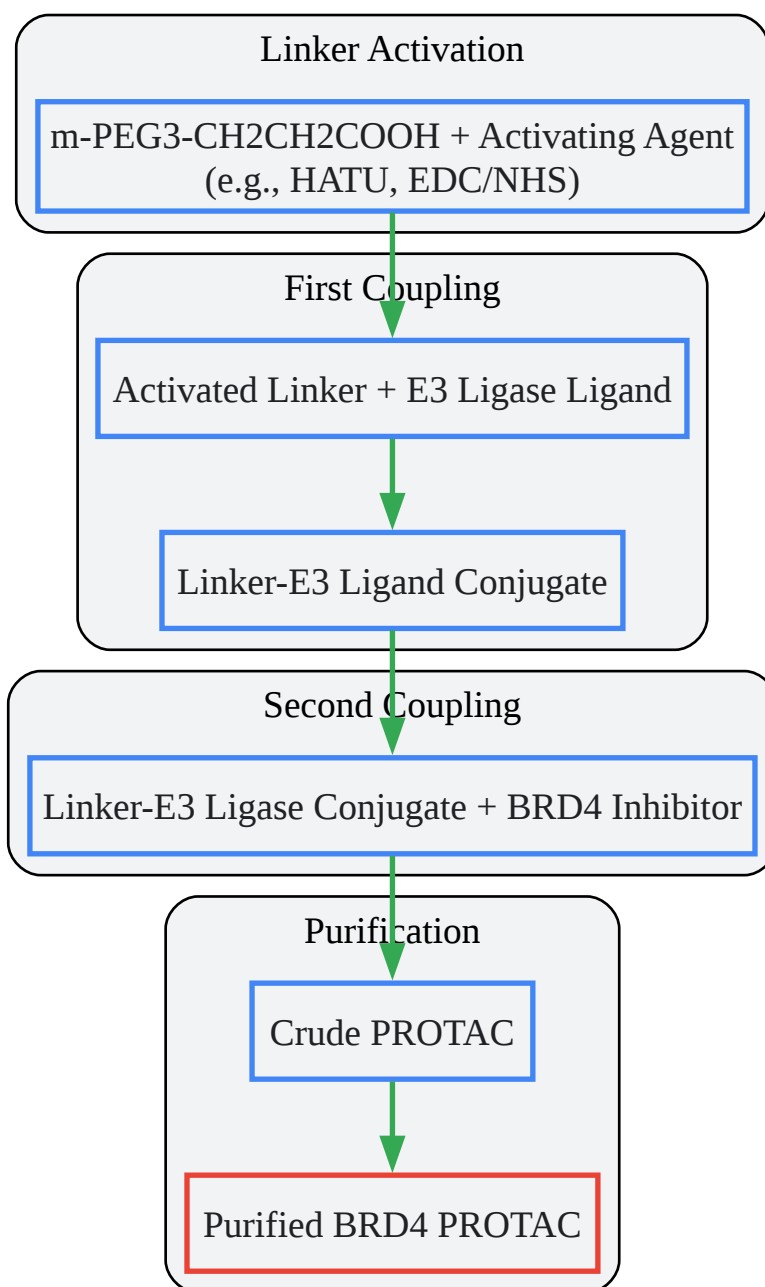 Linker Activation
m-PEG3-CH2CH2COOH + Activating Agent
(e.g., HATU, EDC/NHS)
First Coupling
Activated Linker + E3 Ligase Ligand
Linker-E3 Ligand Conjugate
Second Coupling
Linker-E3 Ligase Conjugate + BRD4 Inhibitor
Purification
Crude PROTAC
Purified BRD4 PROTAC